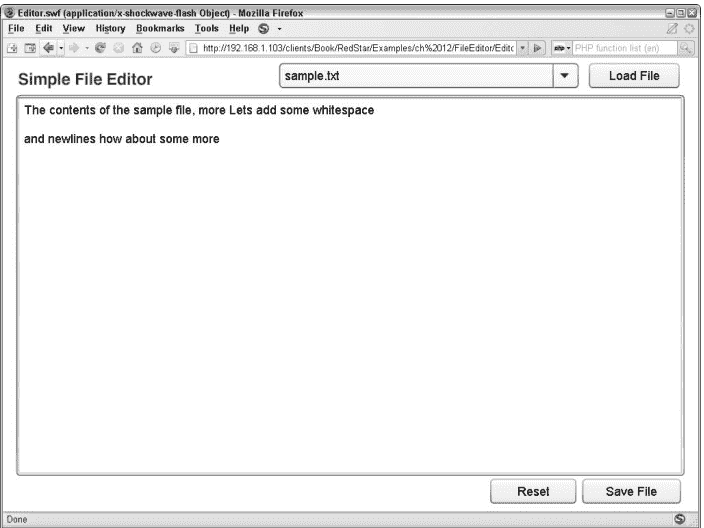 Editor.swf (application/x-shockwave-flash Object) - Mozilla Firefox
File Edit View History Bookmarks Tools Help
http://192.168.1.103/clients/Book/RedStar/Examples/ch%2012/FileEditor/Editc
php PHP function list (en)
Simple File Editor
sample.txt
Load File
The contents of the sample file, more Lets add some whitespace
and newlines how about some more
Reset
Save File
Done